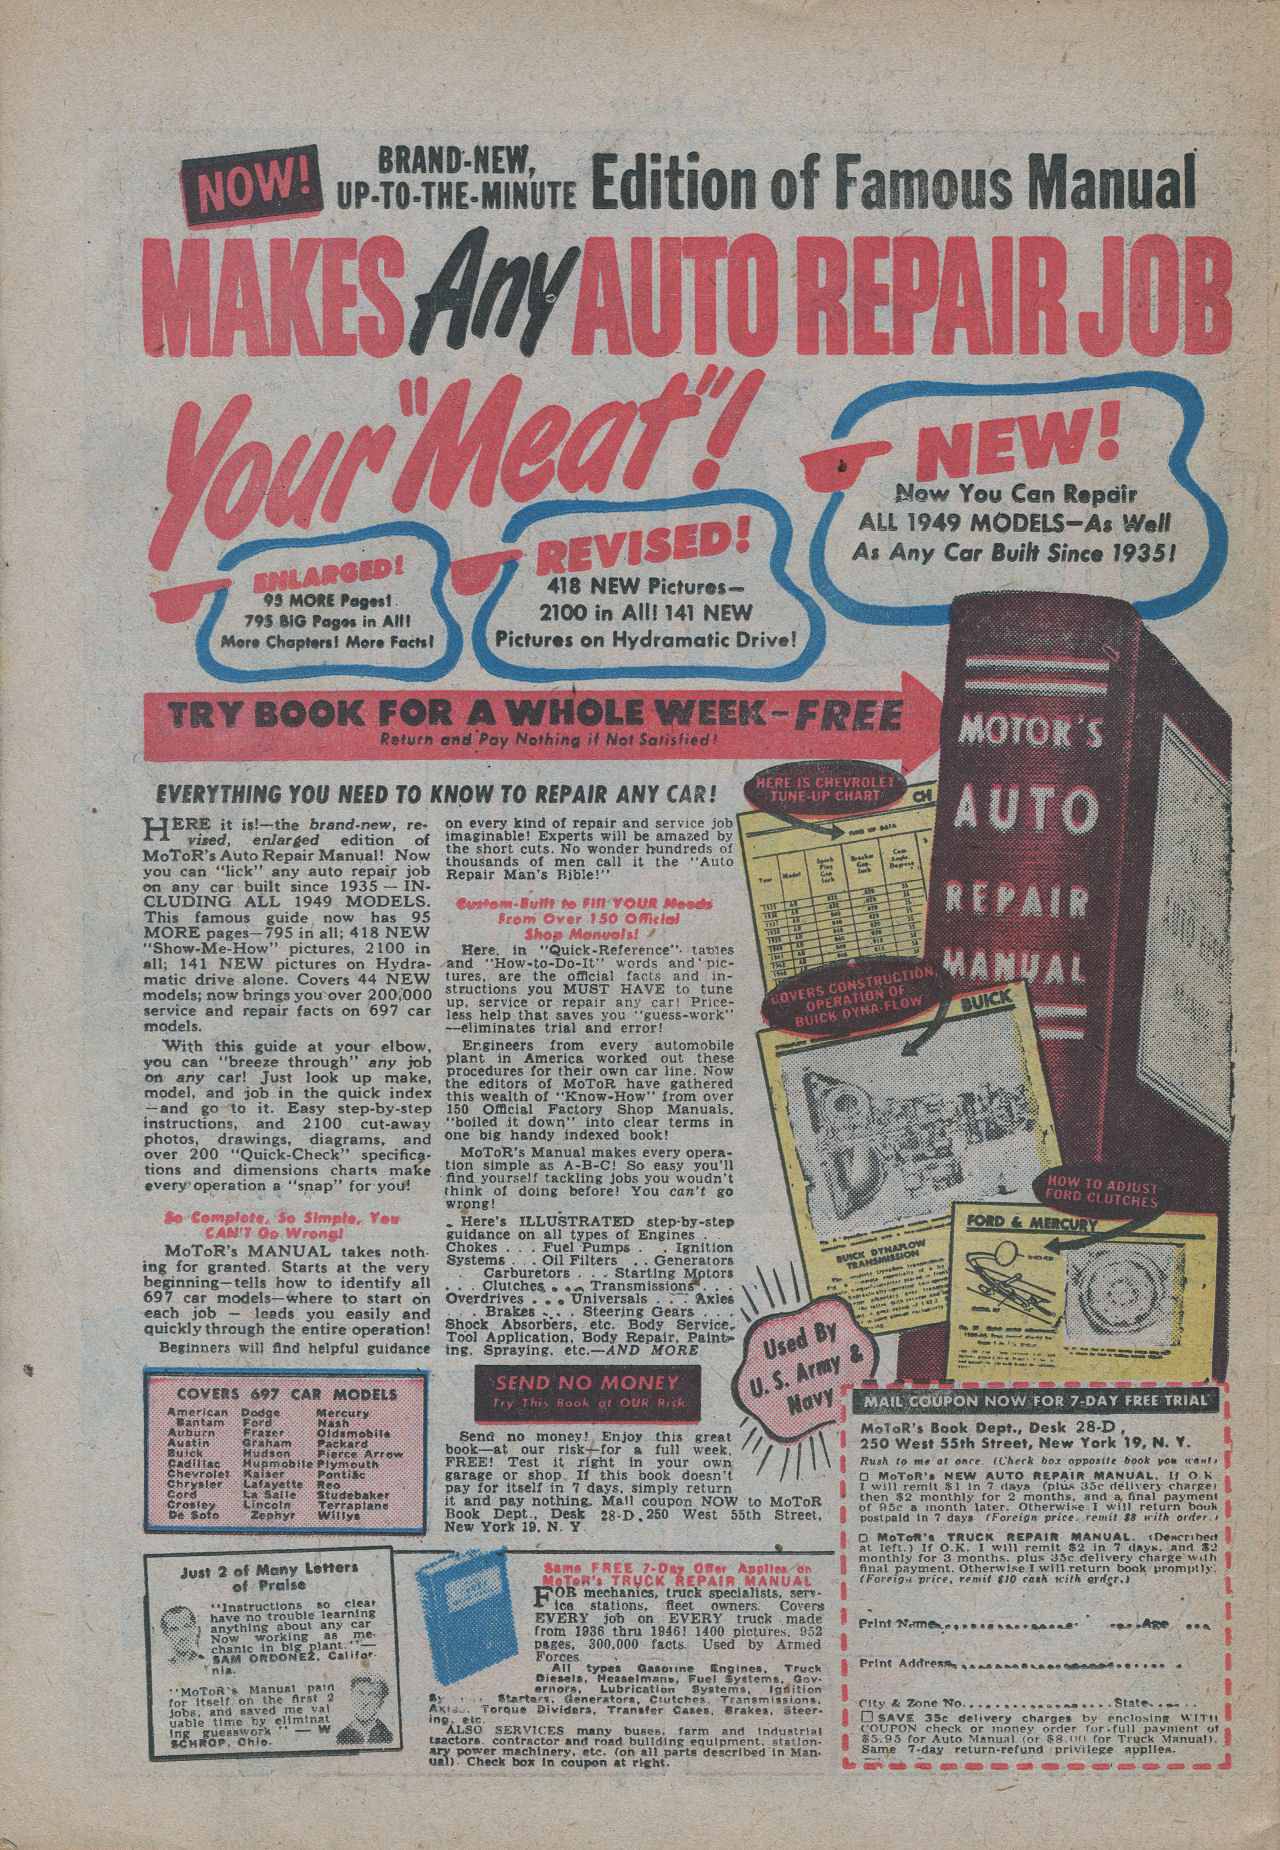 NOW!
BRAND-NEW,
UP-TO-THE-MINUTE Edition of Famous Manual
MAKES Any AUTO REPAIR JOB
Your "Meat"!
NEW!
Now You Can Repair
ALL 1949 MODELS—As Well
As Any Car Built Since 1935!
REVISED!
418 NEW Pictures—
2100 in All! 141 NEW
Pictures on Hydramatic Drive!
ENLARGED!
95 MORE Pages!
795 BIG Pages in All!
More Chapters! More Facts!
TRY BOOK FOR A WHOLE WEEK—FREE
Return and Pay Nothing if Not Satisfied!
EVERYTHING YOU NEED TO KNOW TO REPAIR ANY CAR!
HERE it is!—the brand-new, re-
vised, enlarged edition of
MoToR's Auto Repair Manual! Now
you can "lick" any auto repair job
on any car built since 1935 — IN-
CLUDING ALL 1949 MODELS.
This famous guide now has 95
MORE pages—795 in all; 418 NEW
"Show-Me-How" pictures, 2100 in
all; 141 NEW pictures on Hydra-
matic drive alone. Covers 44 NEW
models; now brings you over 200,000
service and repair facts on 697 car
models.
With this guide at your elbow,
you can "breeze through" any job
on any car! Just look up make,
model, and job in the quick index
—and go to it. Easy step-by-step
instructions, and 2100 cut-away
photos, drawings, diagrams, and
over 200 "Quick-Check" specifica-
tions and dimensions charts make
every operation a "snap" for you!
So Complete, So Simple, You
CAN'T Go Wrong!
MoToR's MANUAL takes noth-
ing for granted. Starts at the very
beginning—tells how to identify all
697 car models—where to start on
each job — leads you easily and
quickly through the entire operation!
Beginners will find helpful guidance
on every kind of repair and service job
imaginable! Experts will be amazed by
the short cuts. No wonder hundreds of
thousands of men call it the "Auto
Repair Man's Bible!"
Custom-Built to Fill YOUR Needs
From Over 150 Official
Shop Manuals!
Here, in "Quick-Reference" tables
and "How-to-Do-It" words and pic-
tures, are the official facts and in-
structions you MUST HAVE to tune
up, service or repair any car! Price-
less help that saves you "guess-work"
—eliminates trial and error!
Engineers from every automobile
plant in America worked out these
procedures for their own car line. Now
the editors of MoToR have gathered
this wealth of "Know-How" from over
150 Official Factory Shop Manuals,
"boiled it down" into clear terms in
one big handy indexed book!
MoToR's Manual makes every opera-
tion simple as A-B-C! So easy you'll
find yourself tackling jobs you woudn't
think of doing before! You can't go
wrong!
Here's ILLUSTRATED step-by-step
guidance on all types of Engines . .
Chokes . . . Fuel Pumps . . Ignition
Systems . . . Oil Filters . . Generators
. . . Carburetors . . . Starting Motors
. . . Clutches . . . Transmissions . . .
Overdrives . . . Universals . . . Axles
. . . Brakes . . . Steering Gears . . .
Shock Absorbers, etc. Body Service,
Tool Application, Body Repair, Paint-
ing, Spraying, etc.—AND MORE
SEND NO MONEY
Try This Book at OUR Risk
Send no money! Enjoy this great
book—at our risk—for a full week,
FREE! Test it right in your own
garage or shop. If this book doesn't
pay for itself in 7 days, simply return
it and pay nothing. Mail coupon NOW to MoToR
Book Dept., Desk 28-D, 250 West 55th Street,
New York 19, N. Y.
HERE IS CHEVROLET
TUNE-UP CHART
CH
TUNE UP DATA
Year Model Spark Plug Gap Inch Breaker Gap Inch Cam Angle Degrees
COVERS CONSTRUCTION,
OPERATION OF
BUICK DYNA-FLOW
BUICK
BUICK DYNAFLOW
TRANSMISSION
HOW TO ADJUST
FORD CLUTCHES
FORD & MERCURY
MOTOR'S
AUTO
REPAIR
MANUAL
Used By
U. S. Army &
Navy
COVERS 697 CAR MODELS
American Dodge Mercury
Bantam Ford Nash
Auburn Frazer Oldsmobile
Austin Graham Packard
Buick Hudson Pierce Arrow
Cadillac Hupmobile Plymouth
Chevrolet Kaiser Pontiac
Chrysler Lafayette Reo
Cord La Salle Studebaker
Crosley Lincoln Terraplane
De Soto Zephyr Willys
Just 2 of Many Letters
of Praise
"Instructions so clear
have no trouble learning
anything about any car
Now working as me-
chanic in big plant."—
SAM ORDONEZ, Califor-
nia.
"MoToR's Manual paid
for itself on the first 2
jobs, and saved me val
uable time by eliminat
ing guesswork" — W
SCHROP, Ohio.
Same FREE 7-Day Offer Applies on
MoToR's TRUCK REPAIR MANUAL
FOR mechanics, truck specialists, serv-
ice stations, fleet owners. Covers
EVERY job on EVERY truck made
from 1936 thru 1946! 1400 pictures, 952
pages, 300,000 facts. Used by Armed
Forces
All types Gasoline Engines, Truck
Diesels, Hesselmans, Fuel Systems, Gov-
ernors, Lubrication Systems, Ignition
Starters, Generators, Clutches, Transmissions,
Torque Dividers, Transfer Cases, Brakes, Steer-
ing, etc.
ALSO SERVICES many buses, farm and industrial
tractors, contractor and road building equipment, station-
ary power machinery, etc. (on all parts described in Man-
ual). Check box in coupon at right.
MAIL COUPON NOW FOR 7-DAY FREE TRIAL
MoToR's Book Dept., Desk 28-D,
250 West 55th Street, New York 19, N. Y.
Rush to me at once. (Check box opposite book you want)
☐ MoToR's NEW AUTO REPAIR MANUAL. If O.K
I will remit $1 in 7 days (plus 35c delivery charge)
then $2 monthly for 2 months, and a final payment
of 95c a month later. Otherwise I will return book
postpaid in 7 days (Foreign price, remit $8 with order.)
☐ MoToR's TRUCK REPAIR MANUAL. (Described
at left.) If O.K. I will remit $2 in 7 days, and $2
monthly for 3 months, plus 35c delivery charge with
final payment. Otherwise I will return book promptly.
(Foreign price, remit $10 cash with order.)
Print Name................Age ...
Print Address................
City & Zone No................State......
☐ SAVE 35c delivery charges by enclosing WITH
COUPON check or money order for full payment of
$5.95 for Auto Manual (or $8.00 for Truck Manual).
Same 7-day return-refund privilege applies.